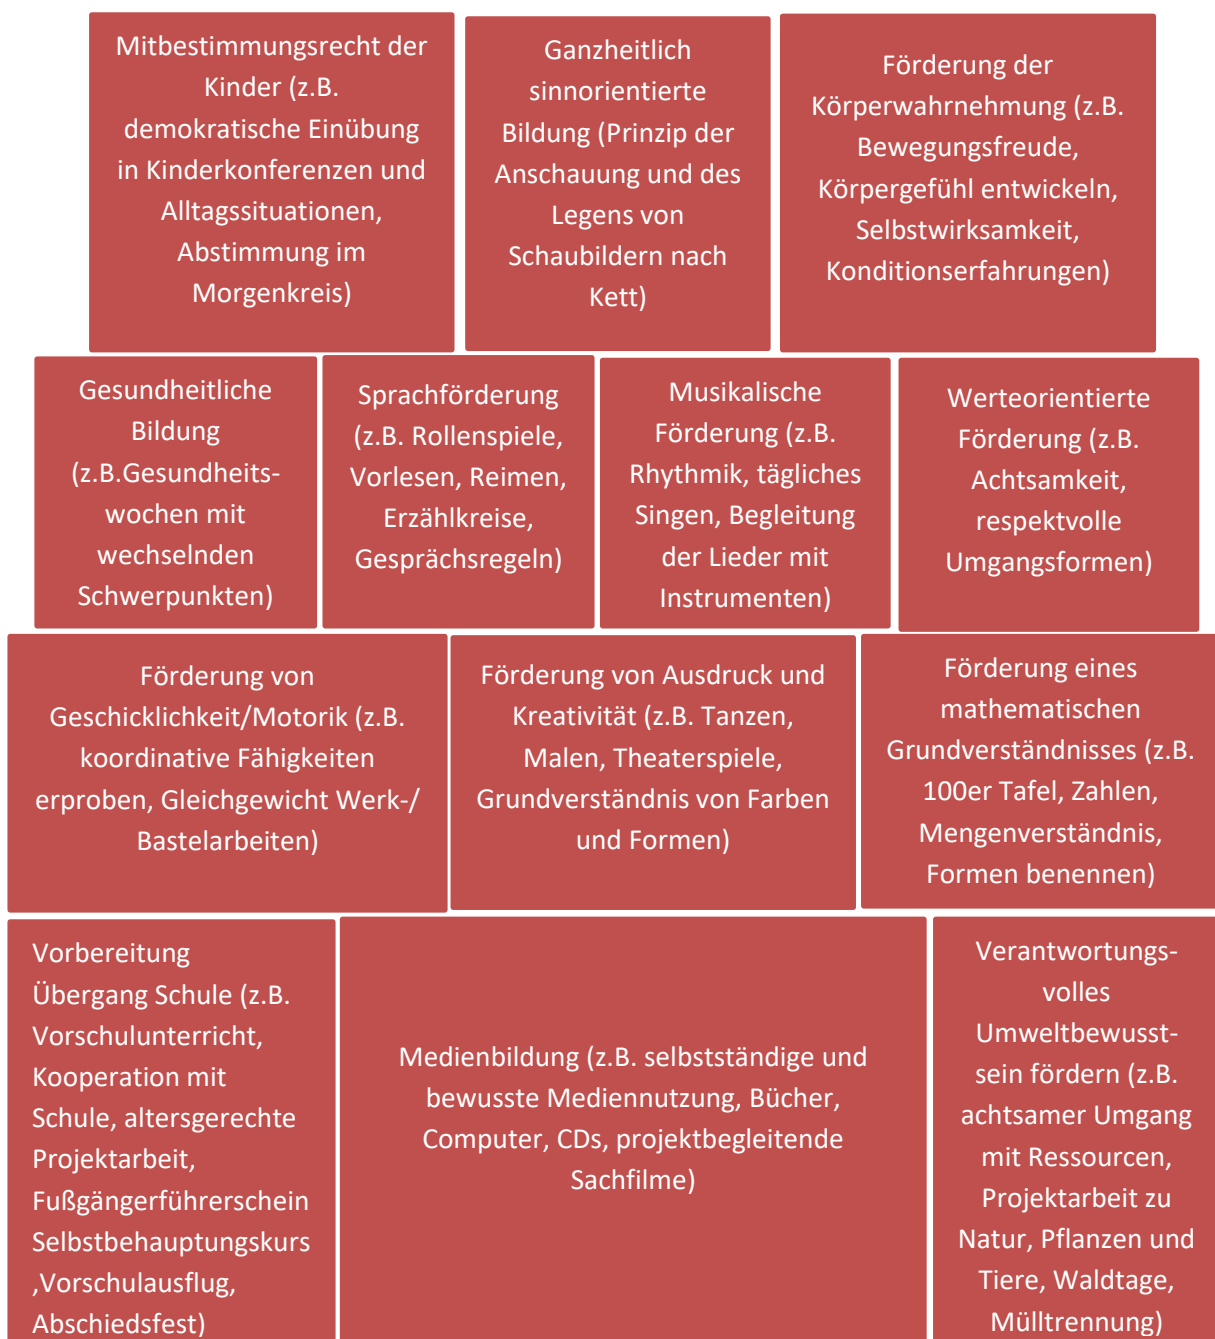 Mitbestimmungsrecht der
Kinder (z.B.
demokratische Einübung
in Kinderkonferenzen und
Alltagssituationen,
Abstimmung im
Morgenkreis)
Ganzheitlich
sinnorientierte
Bildung (Prinzip der
Anschauung und des
Legens von
Schaubildern nach
Kett)
Förderung der
Körperwahrnehmung (z.B.
Bewegungsfreude,
Körpergefühl entwickeln,
Selbstwirksamkeit,
Konditionserfahrungen)
Gesundheitliche
Bildung
(z.B.Gesundheits-
wochen mit
wechselnden
Schwerpunkten)
Sprachförderung
(z.B. Rollenspiele,
Vorlesen, Reimen,
Erzählkreise,
Gesprächsregeln)
Musikalische
Förderung (z.B.
Rhythmik, tägliches
Singen, Begleitung
der Lieder mit
Instrumenten)
Werteorientierte
Förderung (z.B.
Achtsamkeit,
respektvolle
Umgangsformen)
Förderung von
Geschicklichkeit/Motorik (z.B.
koordinative Fähigkeiten
erproben, Gleichgewicht Werk-/
Bastelarbeiten)
Förderung von Ausdruck und
Kreativität (z.B. Tanzen,
Malen, Theaterspiele,
Grundverständnis von Farben
und Formen)
Förderung eines
mathematischen
Grundverständnisses (z.B.
100er Tafel, Zahlen,
Mengenverständnis,
Formen benennen)
Vorbereitung
Übergang Schule (z.B.
Vorschulunterricht,
Kooperation mit
Schule, altersgerechte
Projektarbeit,
Fußgängerführerschein
Selbstbehauptungskurs
,Vorschulausflug,
Abschiedsfest)
Medienbildung (z.B. selbstständige und
bewusste Mediennutzung, Bücher,
Computer, CDs, projektbegleitende
Sachfilme)
Verantwortungs-
volles
Umweltbewusst-
sein fördern (z.B.
achtsamer Umgang
mit Ressourcen,
Projektarbeit zu
Natur, Pflanzen und
Tiere, Waldtage,
Mülltrennung)